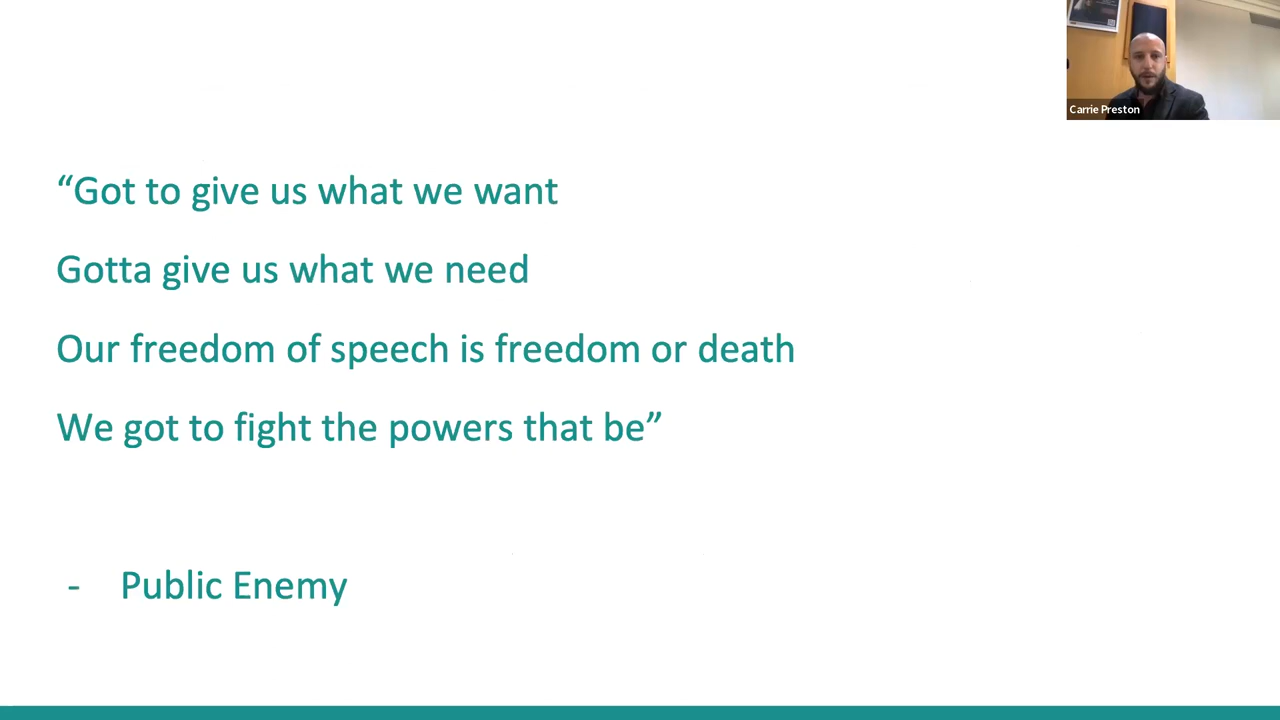 Carrie Preston
“Got to give us what we want
Gotta give us what we need
Our freedom of speech is freedom or death
We got to fight the powers that be”
- Public Enemy